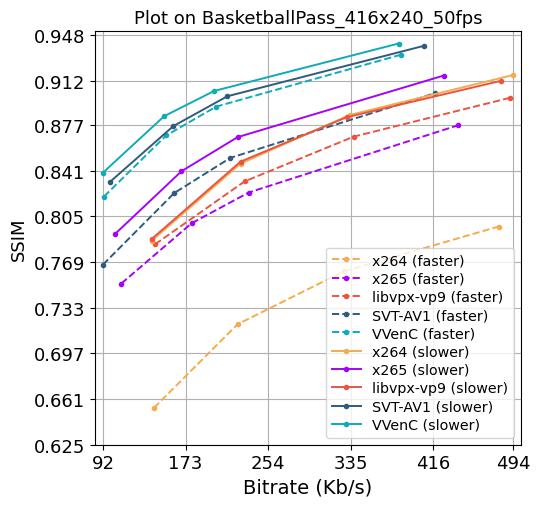 Plot on BasketballPass_416x240_50fps
0.948
0.912
0.877
0.841
0.805
0.769
0.733
0.697
0.661
0.625
SSIM
x264 (faster)
x265 (faster)
libvpx-vp9 (faster)
SVT-AV1 (faster)
VVenC (faster)
x264 (slower)
x265 (slower)
libvpx-vp9 (slower)
SVT-AV1 (slower)
VVenC (slower)
92 173 254 335 416 494
Bitrate (Kb/s)